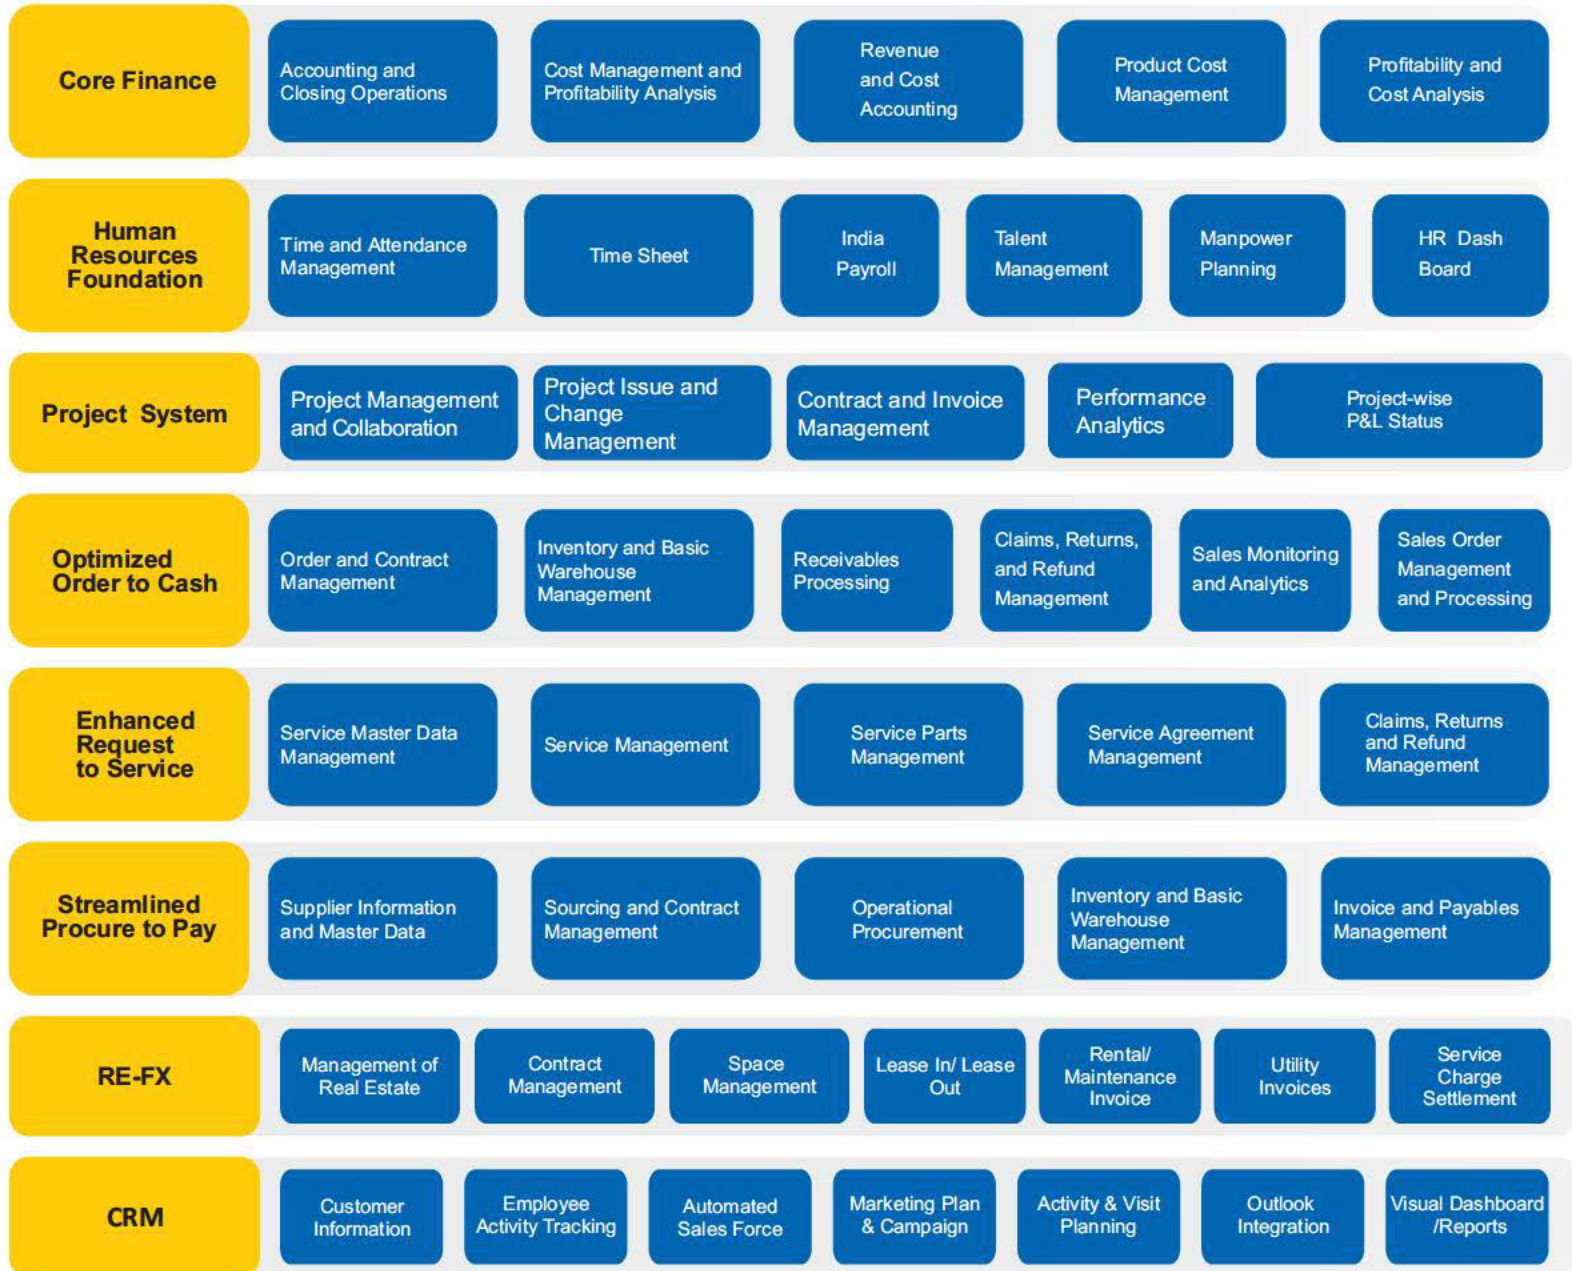 Core Finance
Accounting and
Closing Operations
Cost Management and
Profitability Analysis
Revenue
and Cost
Accounting
Product Cost
Management
Profitability and
Cost Analysis
Human
Resources
Foundation
Time and Attendance
Management
Time Sheet
India
Payroll
Talent
Management
Manpower
Planning
HR Dash
Board
Project System
Project Management
and Collaboration
Project Issue and
Change
Management
Contract and Invoice
Management
Performance
Analytics
Project-wise
P&L Status
Optimized
Order to Cash
Order and Contract
Management
Inventory and Basic
Warehouse
Management
Receivables
Processing
Claims, Returns,
and Refund
Management
Sales Monitoring
and Analytics
Sales Order
Management
and Processing
Enhanced
Request
to Service
Service Master Data
Management
Service Management
Service Parts
Management
Service Agreement
Management
Claims, Returns
and Refund
Management
Streamlined
Procure to Pay
Supplier Information
and Master Data
Sourcing and Contract
Management
Operational
Procurement
Inventory and Basic
Warehouse
Management
Invoice and Payables
Management
RE-FX
Management of
Real Estate
Contract
Management
Space
Management
Lease In/ Lease
Out
Rental/
Maintenance
Invoice
Utility
Invoices
Service
Charge
Settlement
CRM
Customer
Information
Employee
Activity Tracking
Automated
Sales Force
Marketing Plan
& Campaign
Activity & Visit
Planning
Outlook
Integration
Visual Dashboard
/Reports